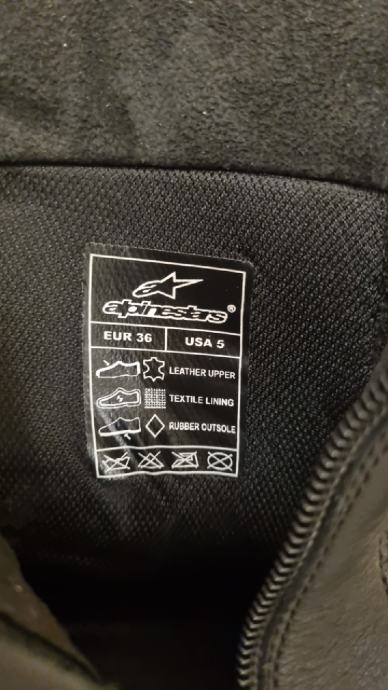 alpinestars®
EUR 36 USA 5
LEATHER UPPER
TEXTILE LINING
RUBBER OUTSOLE